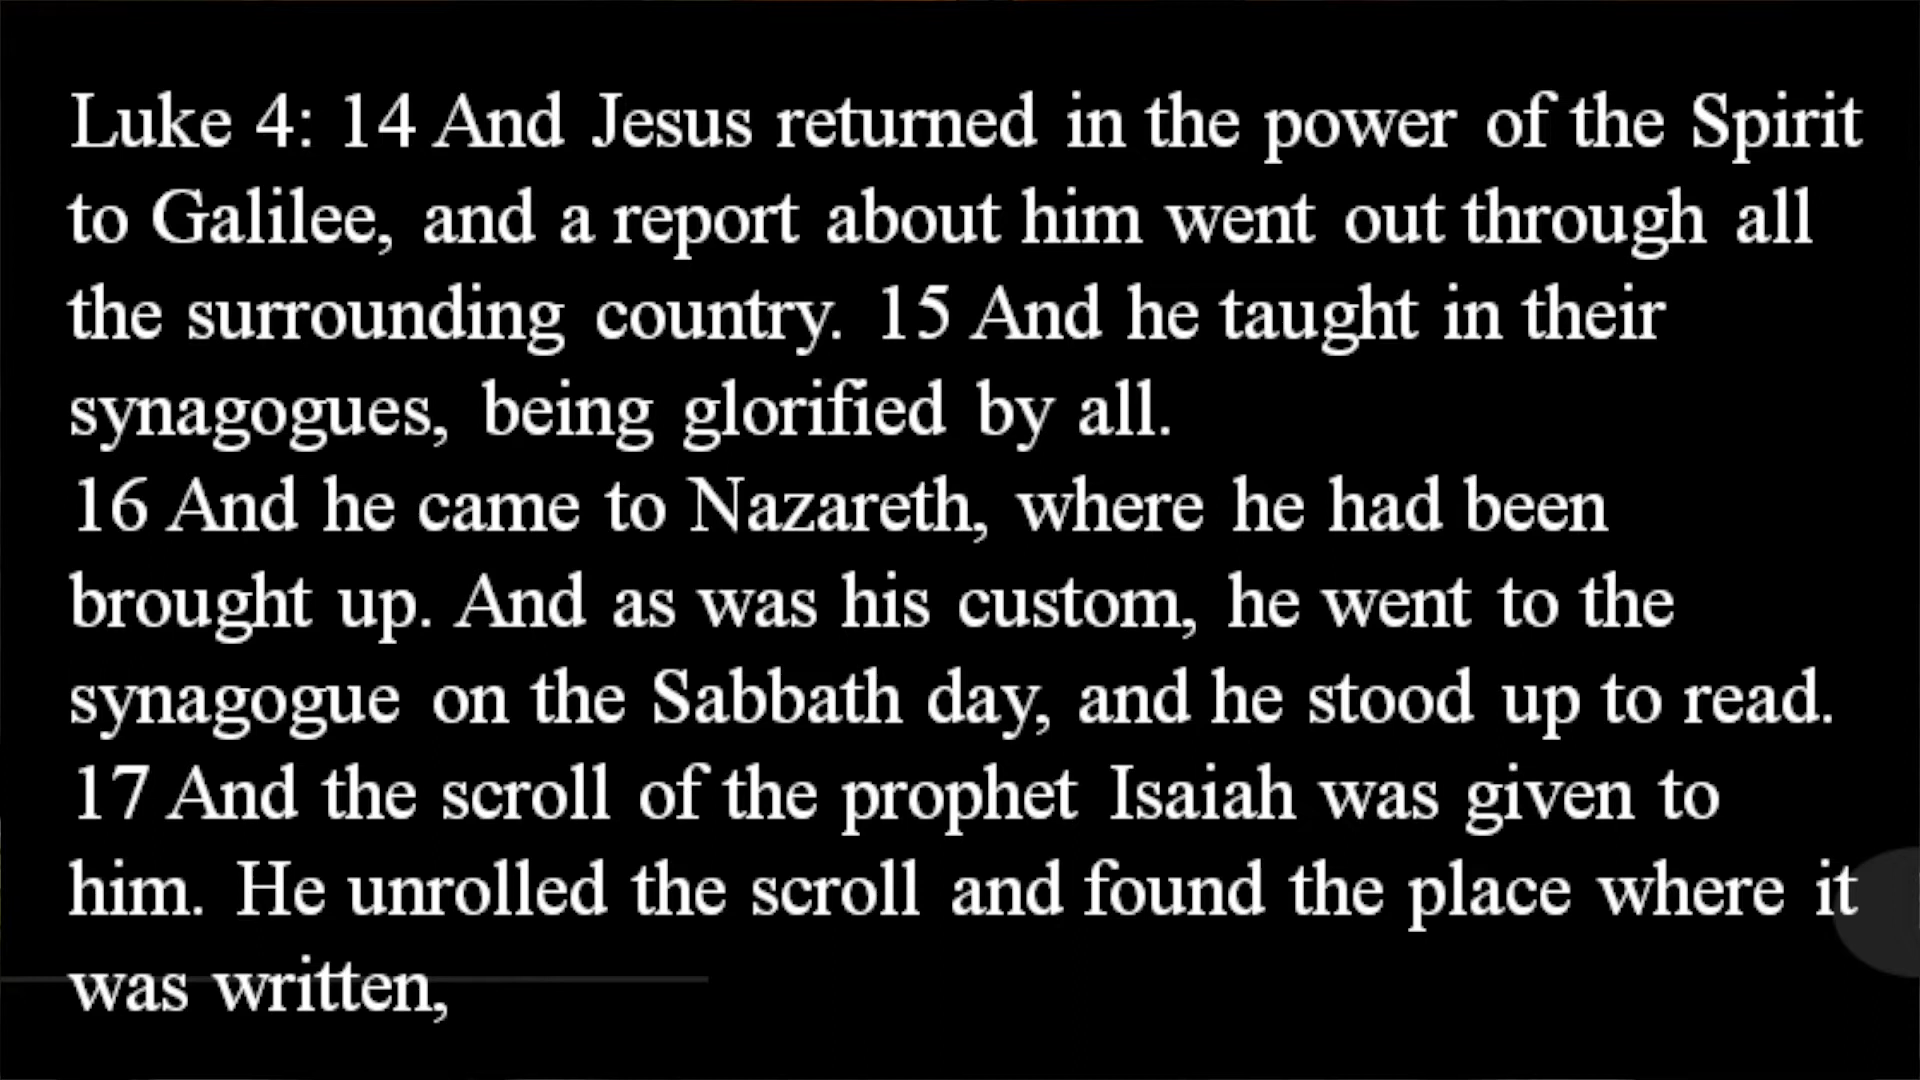 Luke 4: 14 And Jesus returned in the power of the Spirit
to Galilee, and a report about him went out through all
the surrounding country. 15 And he taught in their
synagogues, being glorified by all.
16 And he came to Nazareth, where he had been
brought up. And as was his custom, he went to the
synagogue on the Sabbath day, and he stood up to read.
17 And the scroll of the prophet Isaiah was given to
him. He unrolled the scroll and found the place where it
was written,